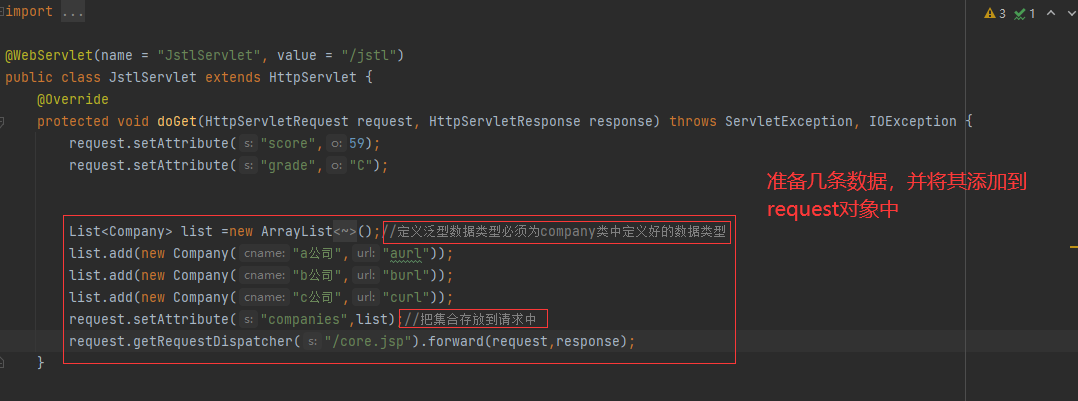 import ...
3 1
@WebServlet(name = "JstlServlet", value = "/jstl")
public class JstlServlet extends HttpServlet {
@Override
protected void doGet(HttpServletRequest request, HttpServletResponse response) throws ServletException, IOException {
request.setAttribute( s: "score", o: 59);
request.setAttribute( s: "grade", o: "C");
准备几条数据，并将其添加到
request对象中
List<Company> list =new ArrayList<~>();//定义泛型数据类型必须为company类中定义好的数据类型
list.add(new Company( cname: "a公司", url: "aurl"));
list.add(new Company( cname: "b公司", url: "burl"));
list.add(new Company( cname: "c公司", url: "curl"));
request.setAttribute( s: "companies",list);//把集合存放到请求中
request.getRequestDispatcher( s: "/core.jsp").forward(request,response);
}